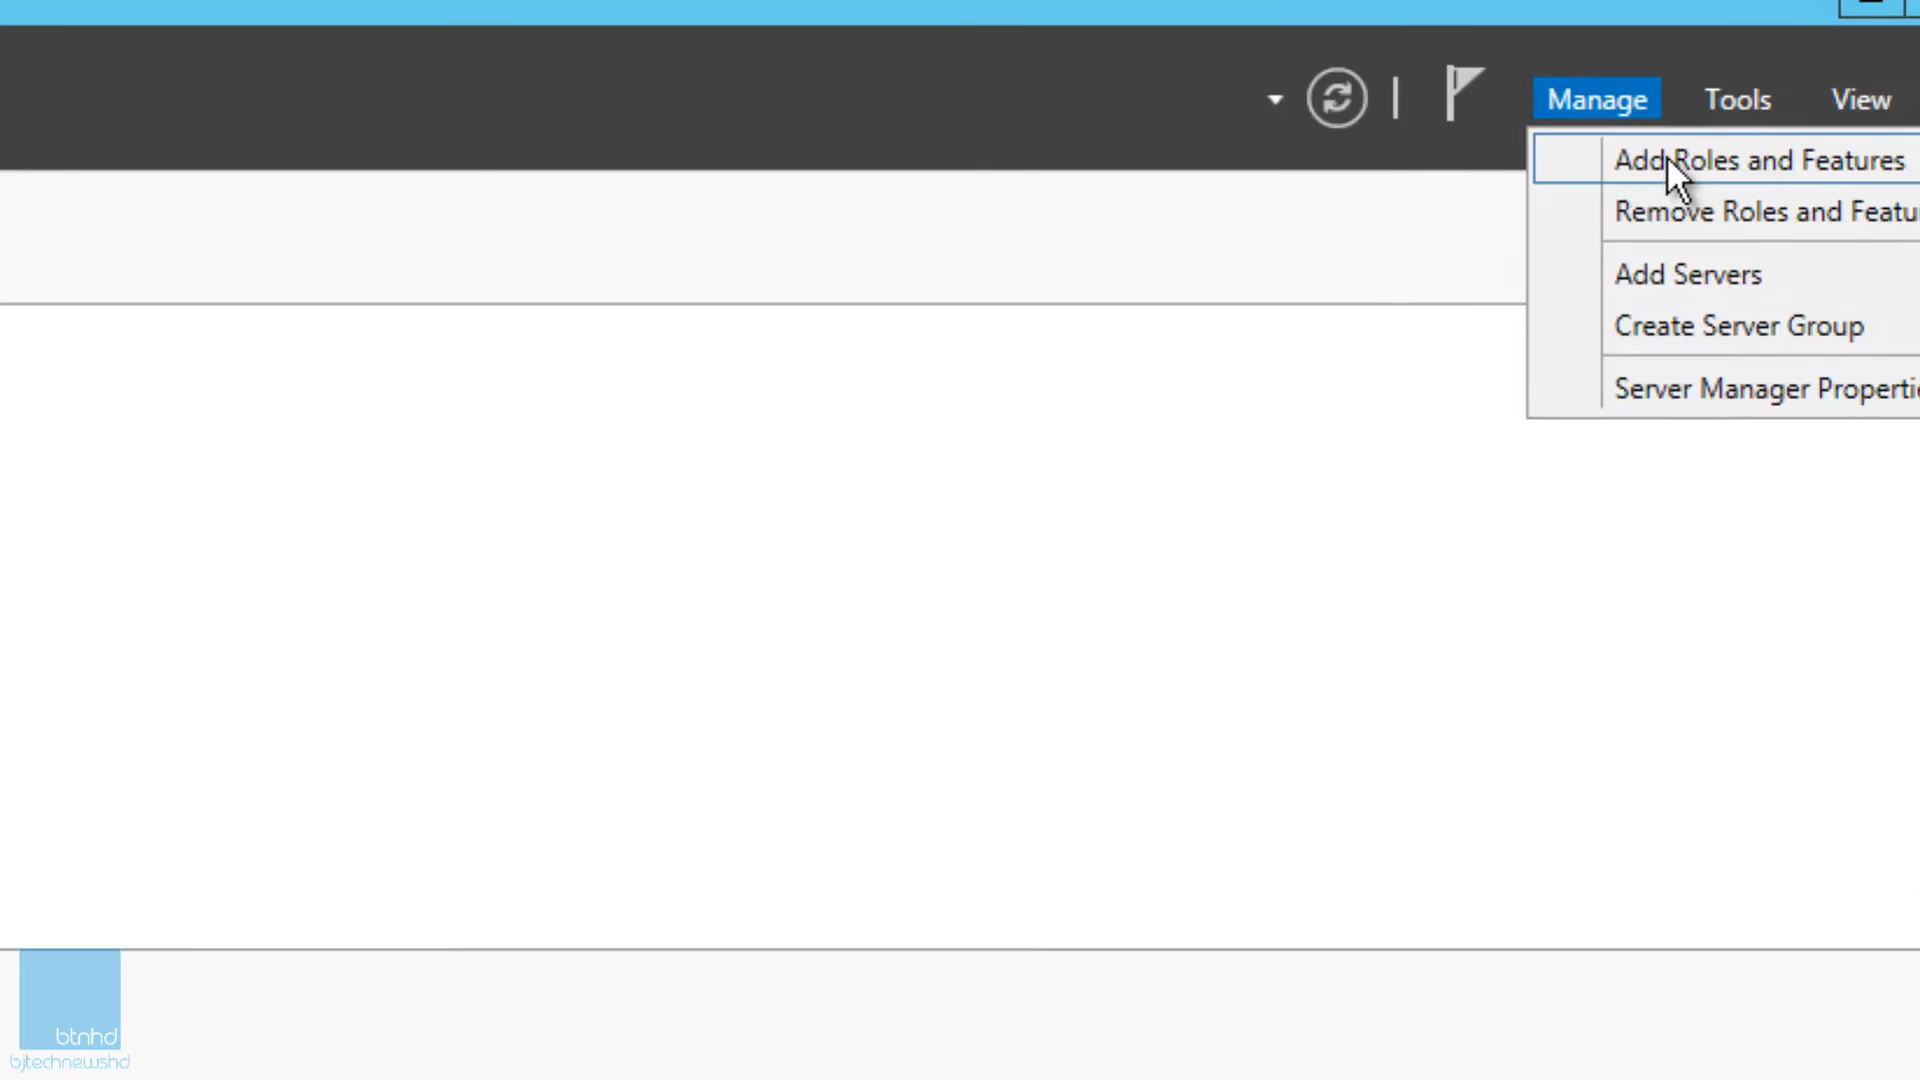 Manage Tools View
Add Roles and Features
Remove Roles and Featu
Add Servers
Create Server Group
Server Manager Properti
btnhd
bjtechnewshd